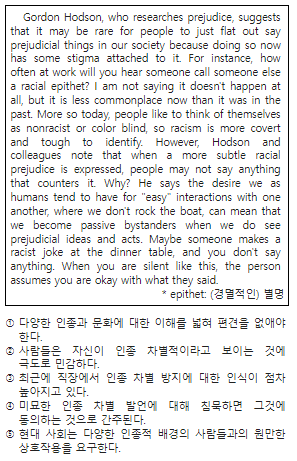 Gordon Hodson, who researches prejudice, suggests
that it may be rare for people to just flat out say
prejudicial things in our society because doing so now
has some stigma attached to it. For instance, how
often at work will you hear someone call someone else
a racial epithet? I am not saying it doesn't happen at
all, but it is less commonplace now than it was in the
past. More so today, people like to think of themselves
as nonracist or color blind, so racism is more covert
and tough to identify. However, Hodson and
colleagues note that when a more subtle racial
prejudice is expressed, people may not say anything
that counters it. Why? He says the desire we as
humans tend to have for "easy" interactions with one
another, where we don't rock the boat, can mean that
we become passive bystanders when we do see
prejudicial ideas and acts. Maybe someone makes a
racist joke at the dinner table, and you don't say
anything. When you are silent like this, the person
assumes you are okay with what they said.
* epithet: (경멸적인) 별명
① 다양한 인종과 문화에 대한 이해를 넓혀 편견을 없애야
한다.
② 사람들은 자신이 인종 차별적이라고 보이는 것에
극도로 민감하다.
③ 최근에 직장에서 인종 차별 방지에 대한 인식이 점차
높아지고 있다.
④ 미묘한 인종 차별 발언에 대해 침묵하면 그것에
동의하는 것으로 간주된다.
⑤ 현대 사회는 다양한 인종적 배경의 사람들과의 원만한
상호작용을 요구한다.